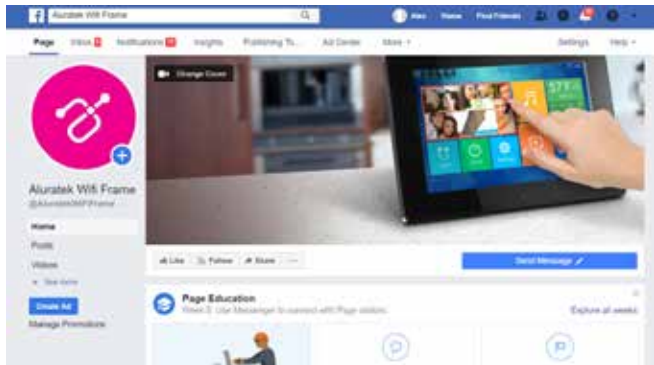 Aluratek Wifi Frame
Alex Home Find Friends
Page Inbox Notifications Insights Publishing To... Ad Center More Settings Help
Change Cover
Aluratek Wifi Frame
@AluratekWiFiFrame
Home
Posts
Videos
See more
Create Ad
Manage Promotions
Like Follow Share ...
Send Message
Page Education
Week 5: Use Messenger to connect with Page visitors
Explore all weeks